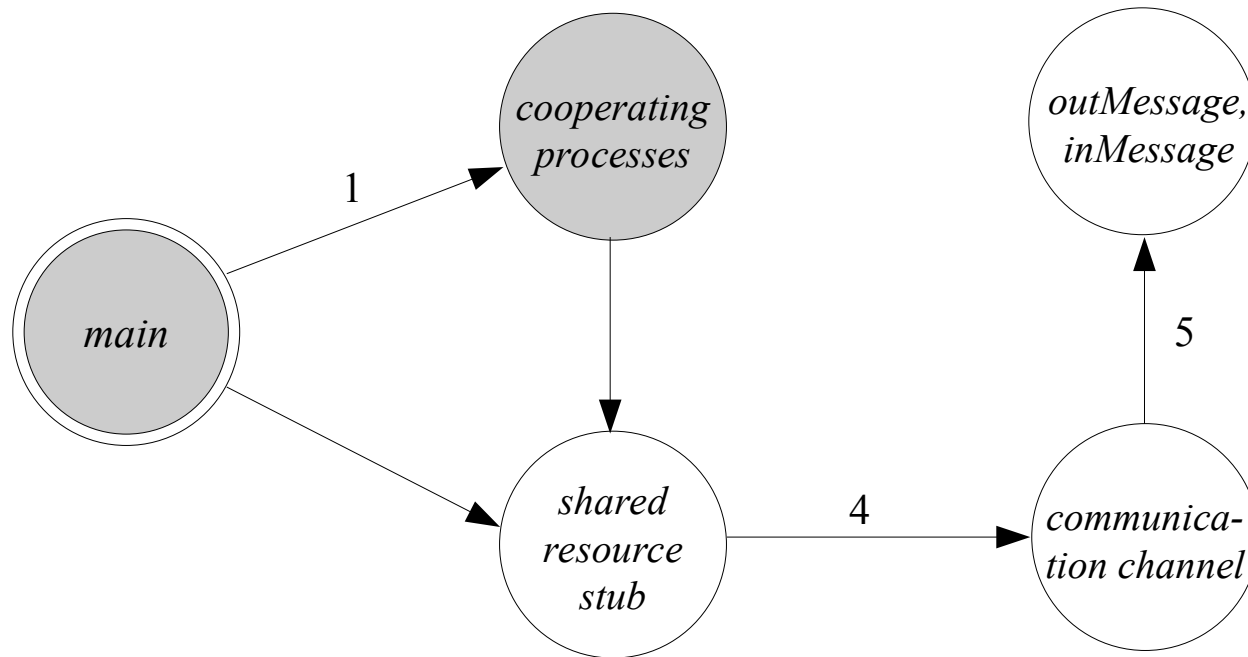 cooperating
processes
outMessage,
inMessage
1
main
5
shared
resource
stub
4
communica-
tion channel